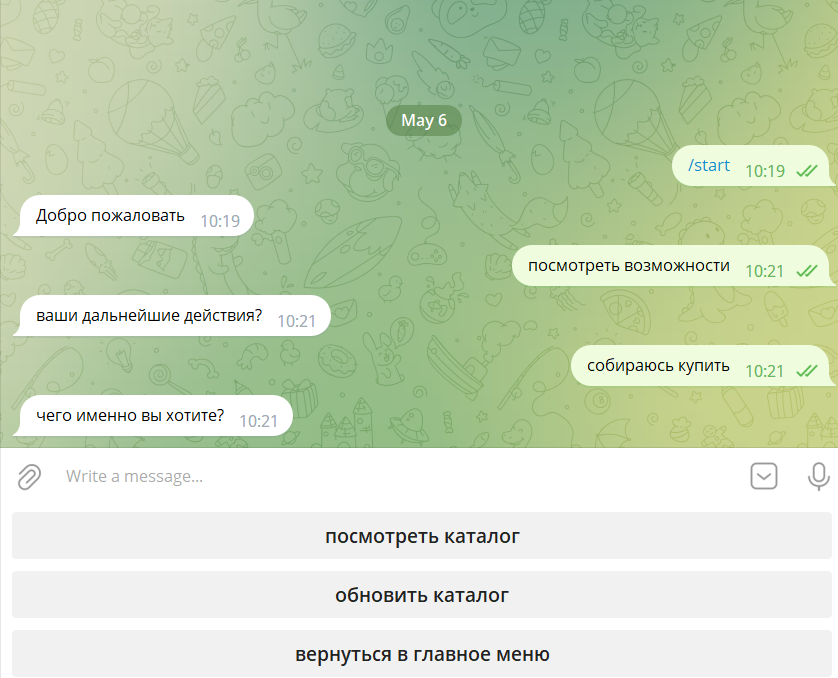 May 6
/start 10:19
Добро пожаловать 10:19
посмотреть возможности 10:21
ваши дальнейшие действия? 10:21
собираюсь купить 10:21
чего именно вы хотите? 10:21
Write a message...
посмотреть каталог
обновить каталог
вернуться в главное меню